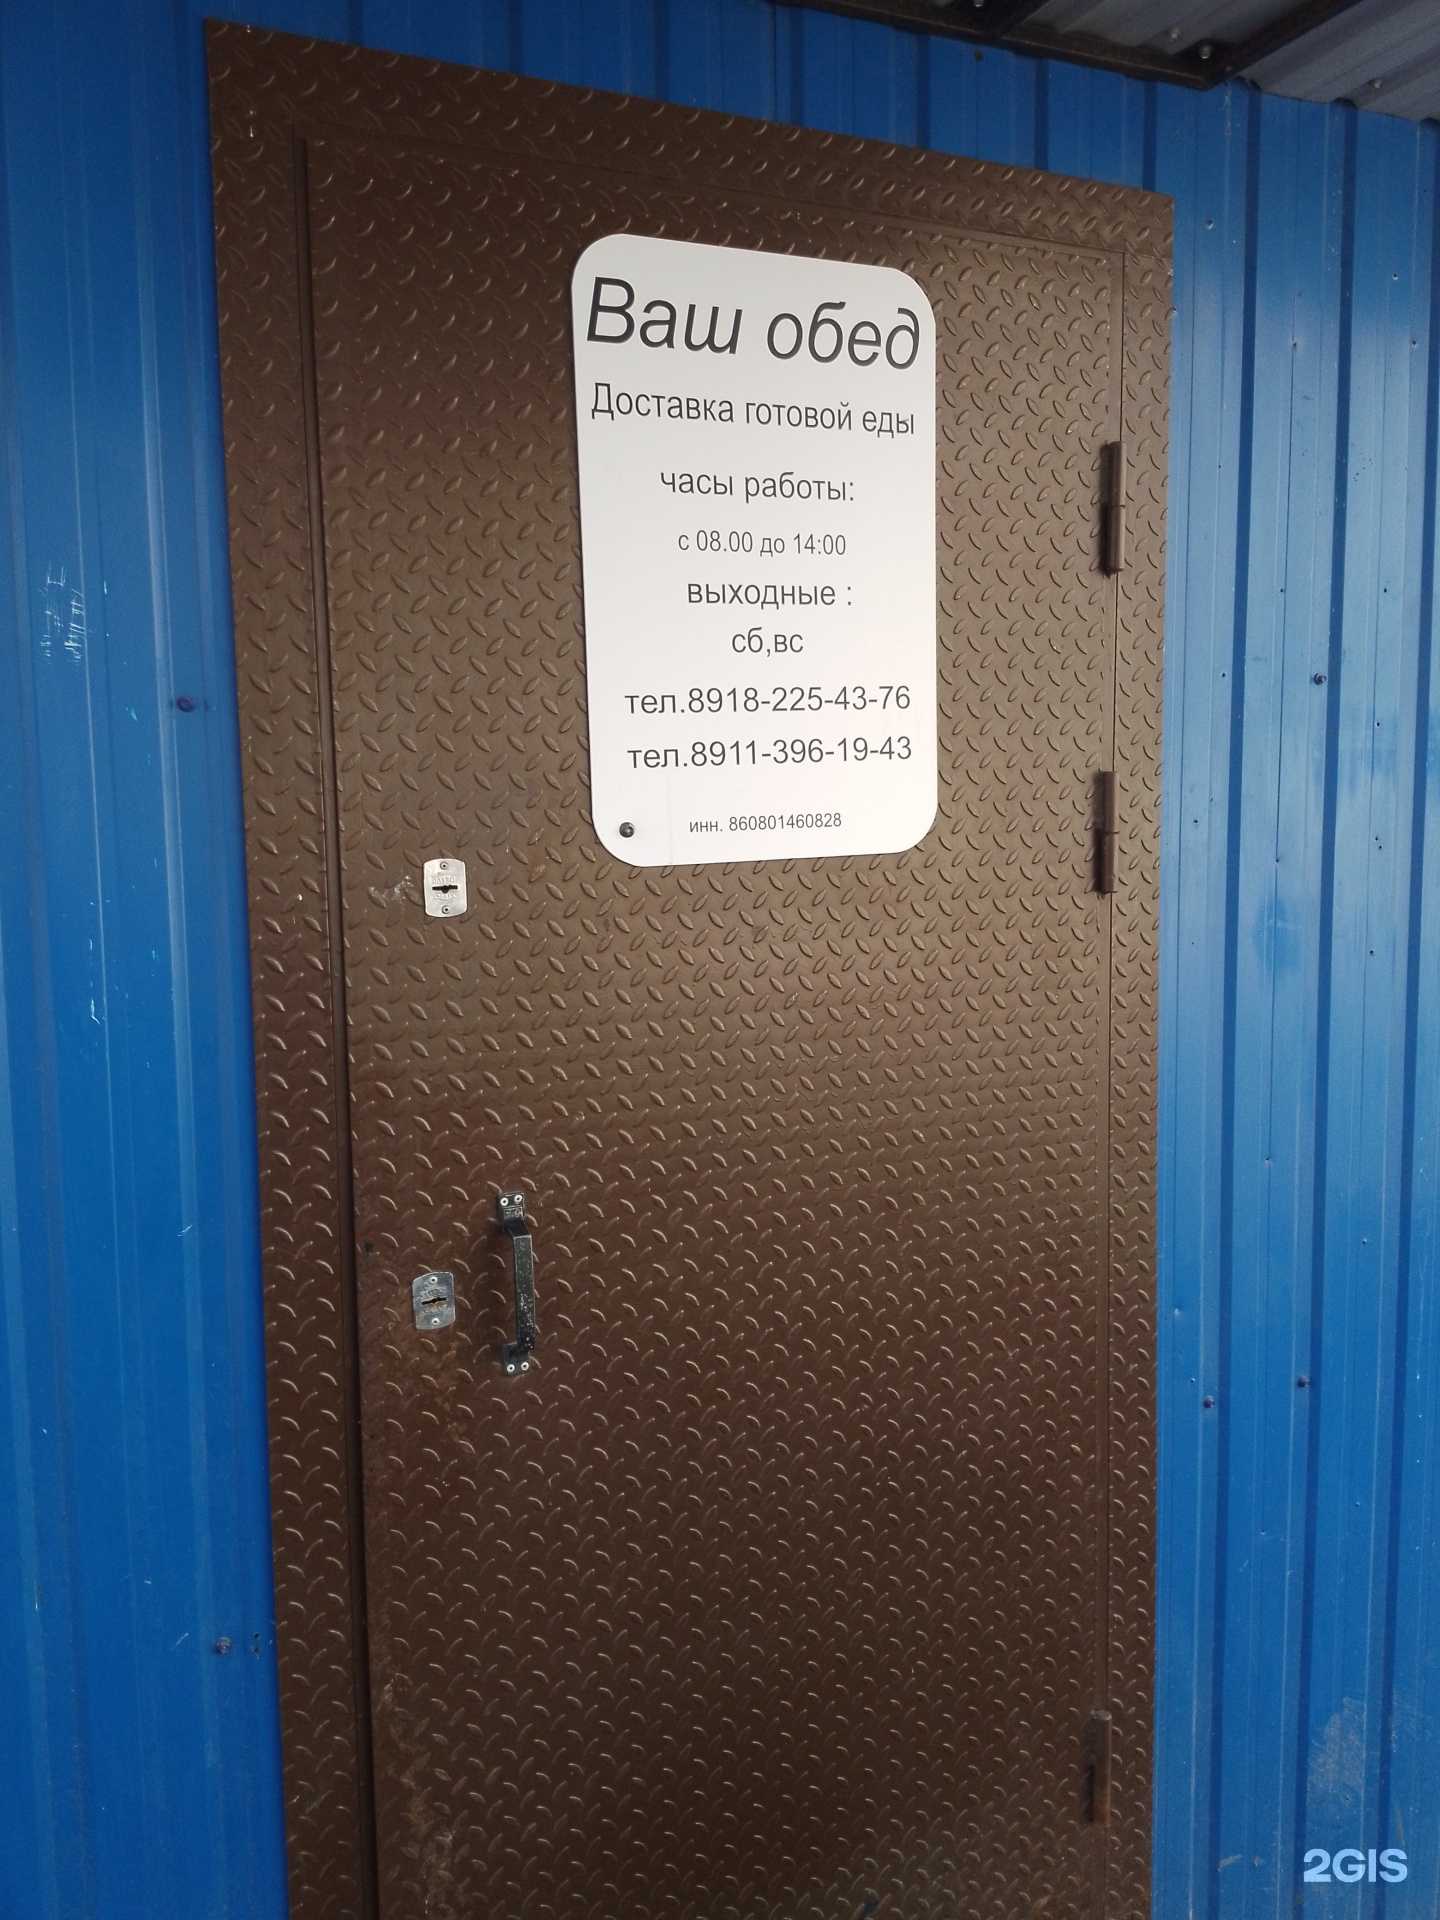 Ваш обед
Доставка готовой еды
часы работы:
с 08.00 до 14:00
выходные :
сб,вс
тел.8918-225-43-76
тел.8911-396-19-43
инн. 860801460828
2GIS